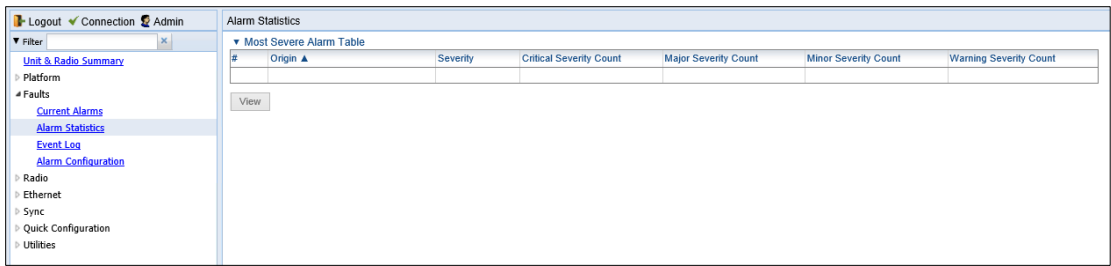 Logout Connection Admin
Filter
Unit & Radio Summary
Platform
Faults
Current Alarms
Alarm Statistics
Event Log
Alarm Configuration
Radio
Ethernet
Sync
Quick Configuration
Utilities
Alarm Statistics
Most Severe Alarm Table
# Origin ▲ Severity Critical Severity Count Major Severity Count Minor Severity Count Warning Severity Count
View